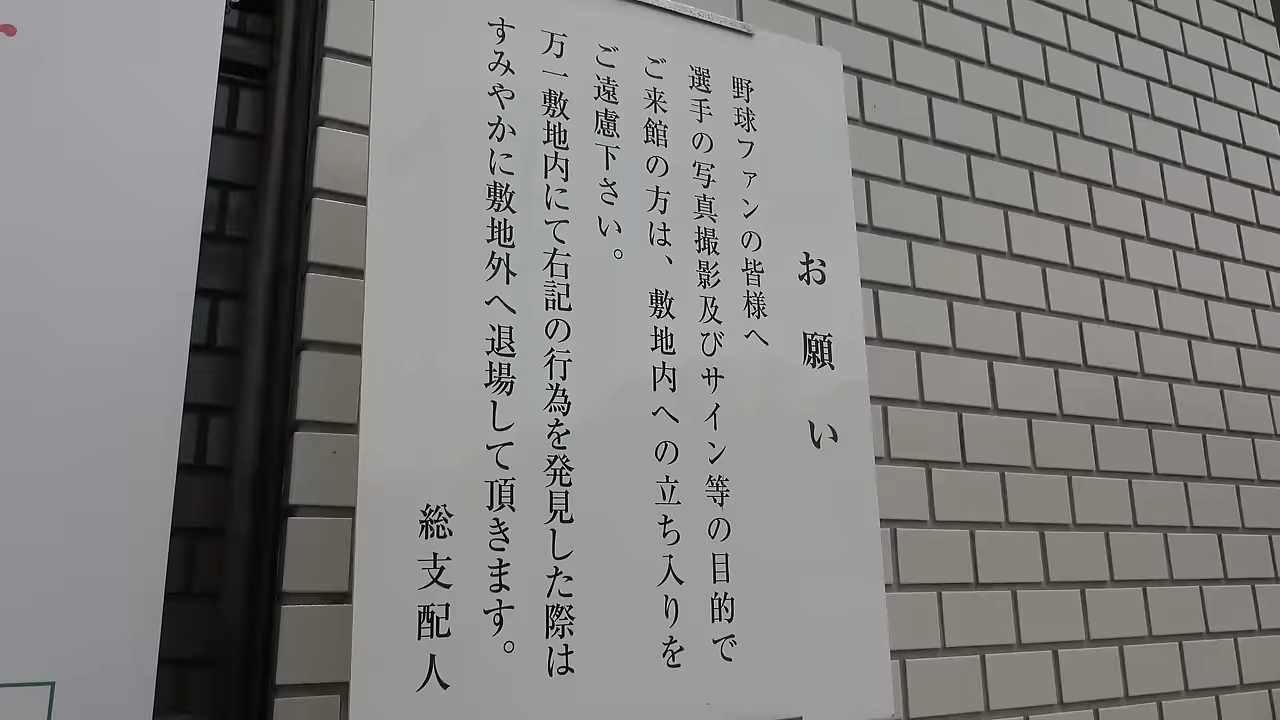 お願い
野球ファンの皆様へ
選手の写真撮影及びサイン等の目的で
ご来館の方は、敷地内への立ち入りを
ご遠慮下さい。
万一敷地内にて右記の行為を発見した際は
すみやかに敷地外へ退場して頂きます。
総支配人